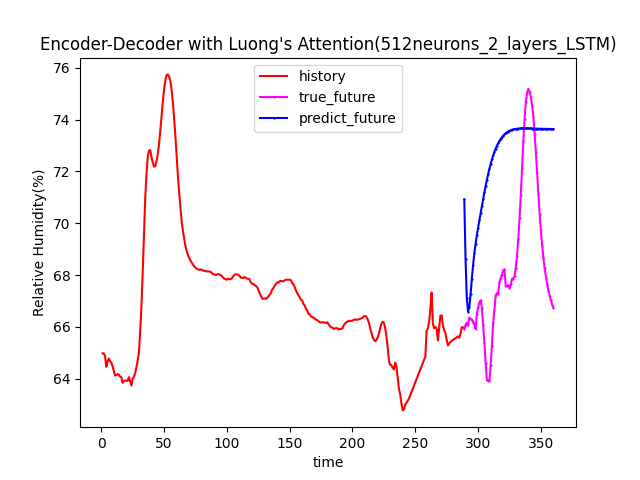 Encoder-Decoder with Luong's Attention(512neurons_2_layers_LSTM)
history
true_future
predict_future
Relative Humidity(%)
76
74
72
70
68
66
64
0 50 100 150 200 250 300 350
time